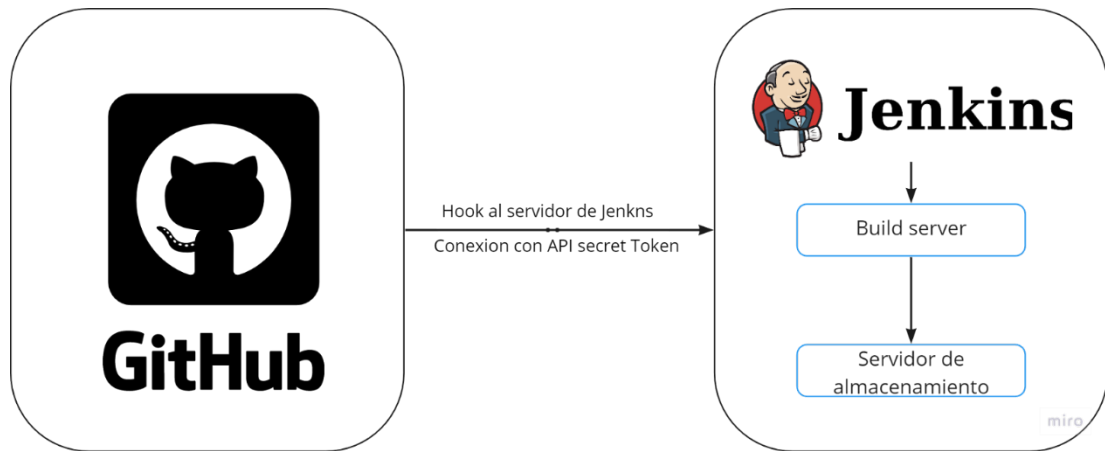 GitHub
Hook al servidor de Jenkns
Conexion con API secret Token
Jenkins
Build server
Servidor de
almacenamiento
miro